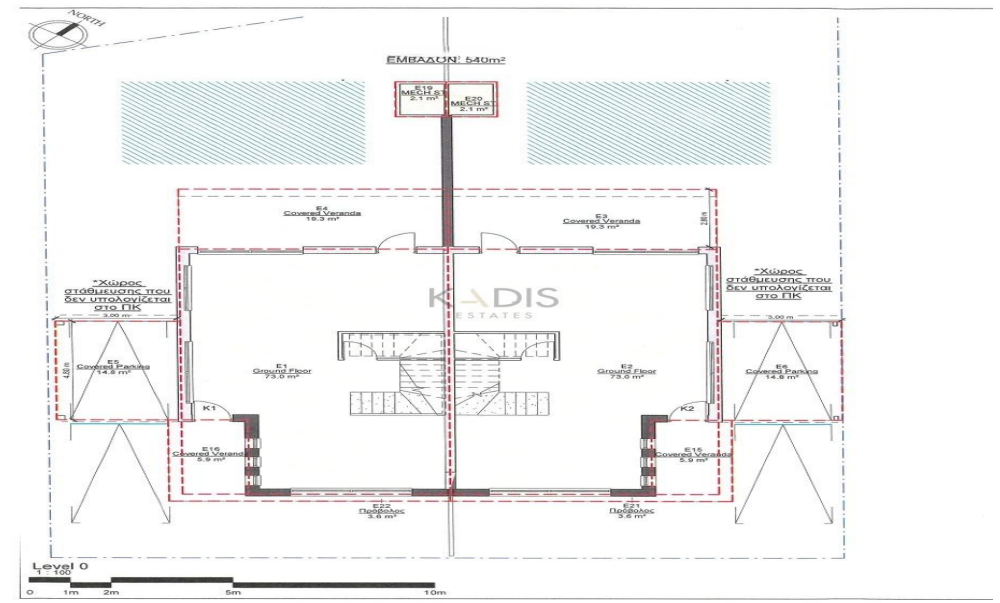 NORTH
ΕΜΒΑΔΟΝ: 540m²
E19
MECH ST.
2.1 m²
E20
MECH ST.
2.1 m²
E4
Covered Veranda
19.3 m²
E3
Covered Veranda
19.3 m²
2.80 m
*Χώρος
στάθμευσης που
δεν υπολογίζεται
στο ΠΚ
3.00 m
*Χώρος
στάθμευσης που
δεν υπολογίζεται
στο ΠΚ
3.00 m
KADIS
ESTATES
E5
Covered Parking
14.8 m²
4.80 m
E1
Ground Floor
73.0 m²
E2
Ground Floor
73.0 m²
E6
Covered Parking
14.8 m²
K1
K2
E16
Covered Veranda
5.9 m²
E15
Covered Veranda
5.9 m²
E22
Πρόβολος
3.6 m²
E21
Πρόβολος
3.6 m²
Level 0
1 : 100
0 1m 2m 5m 10m